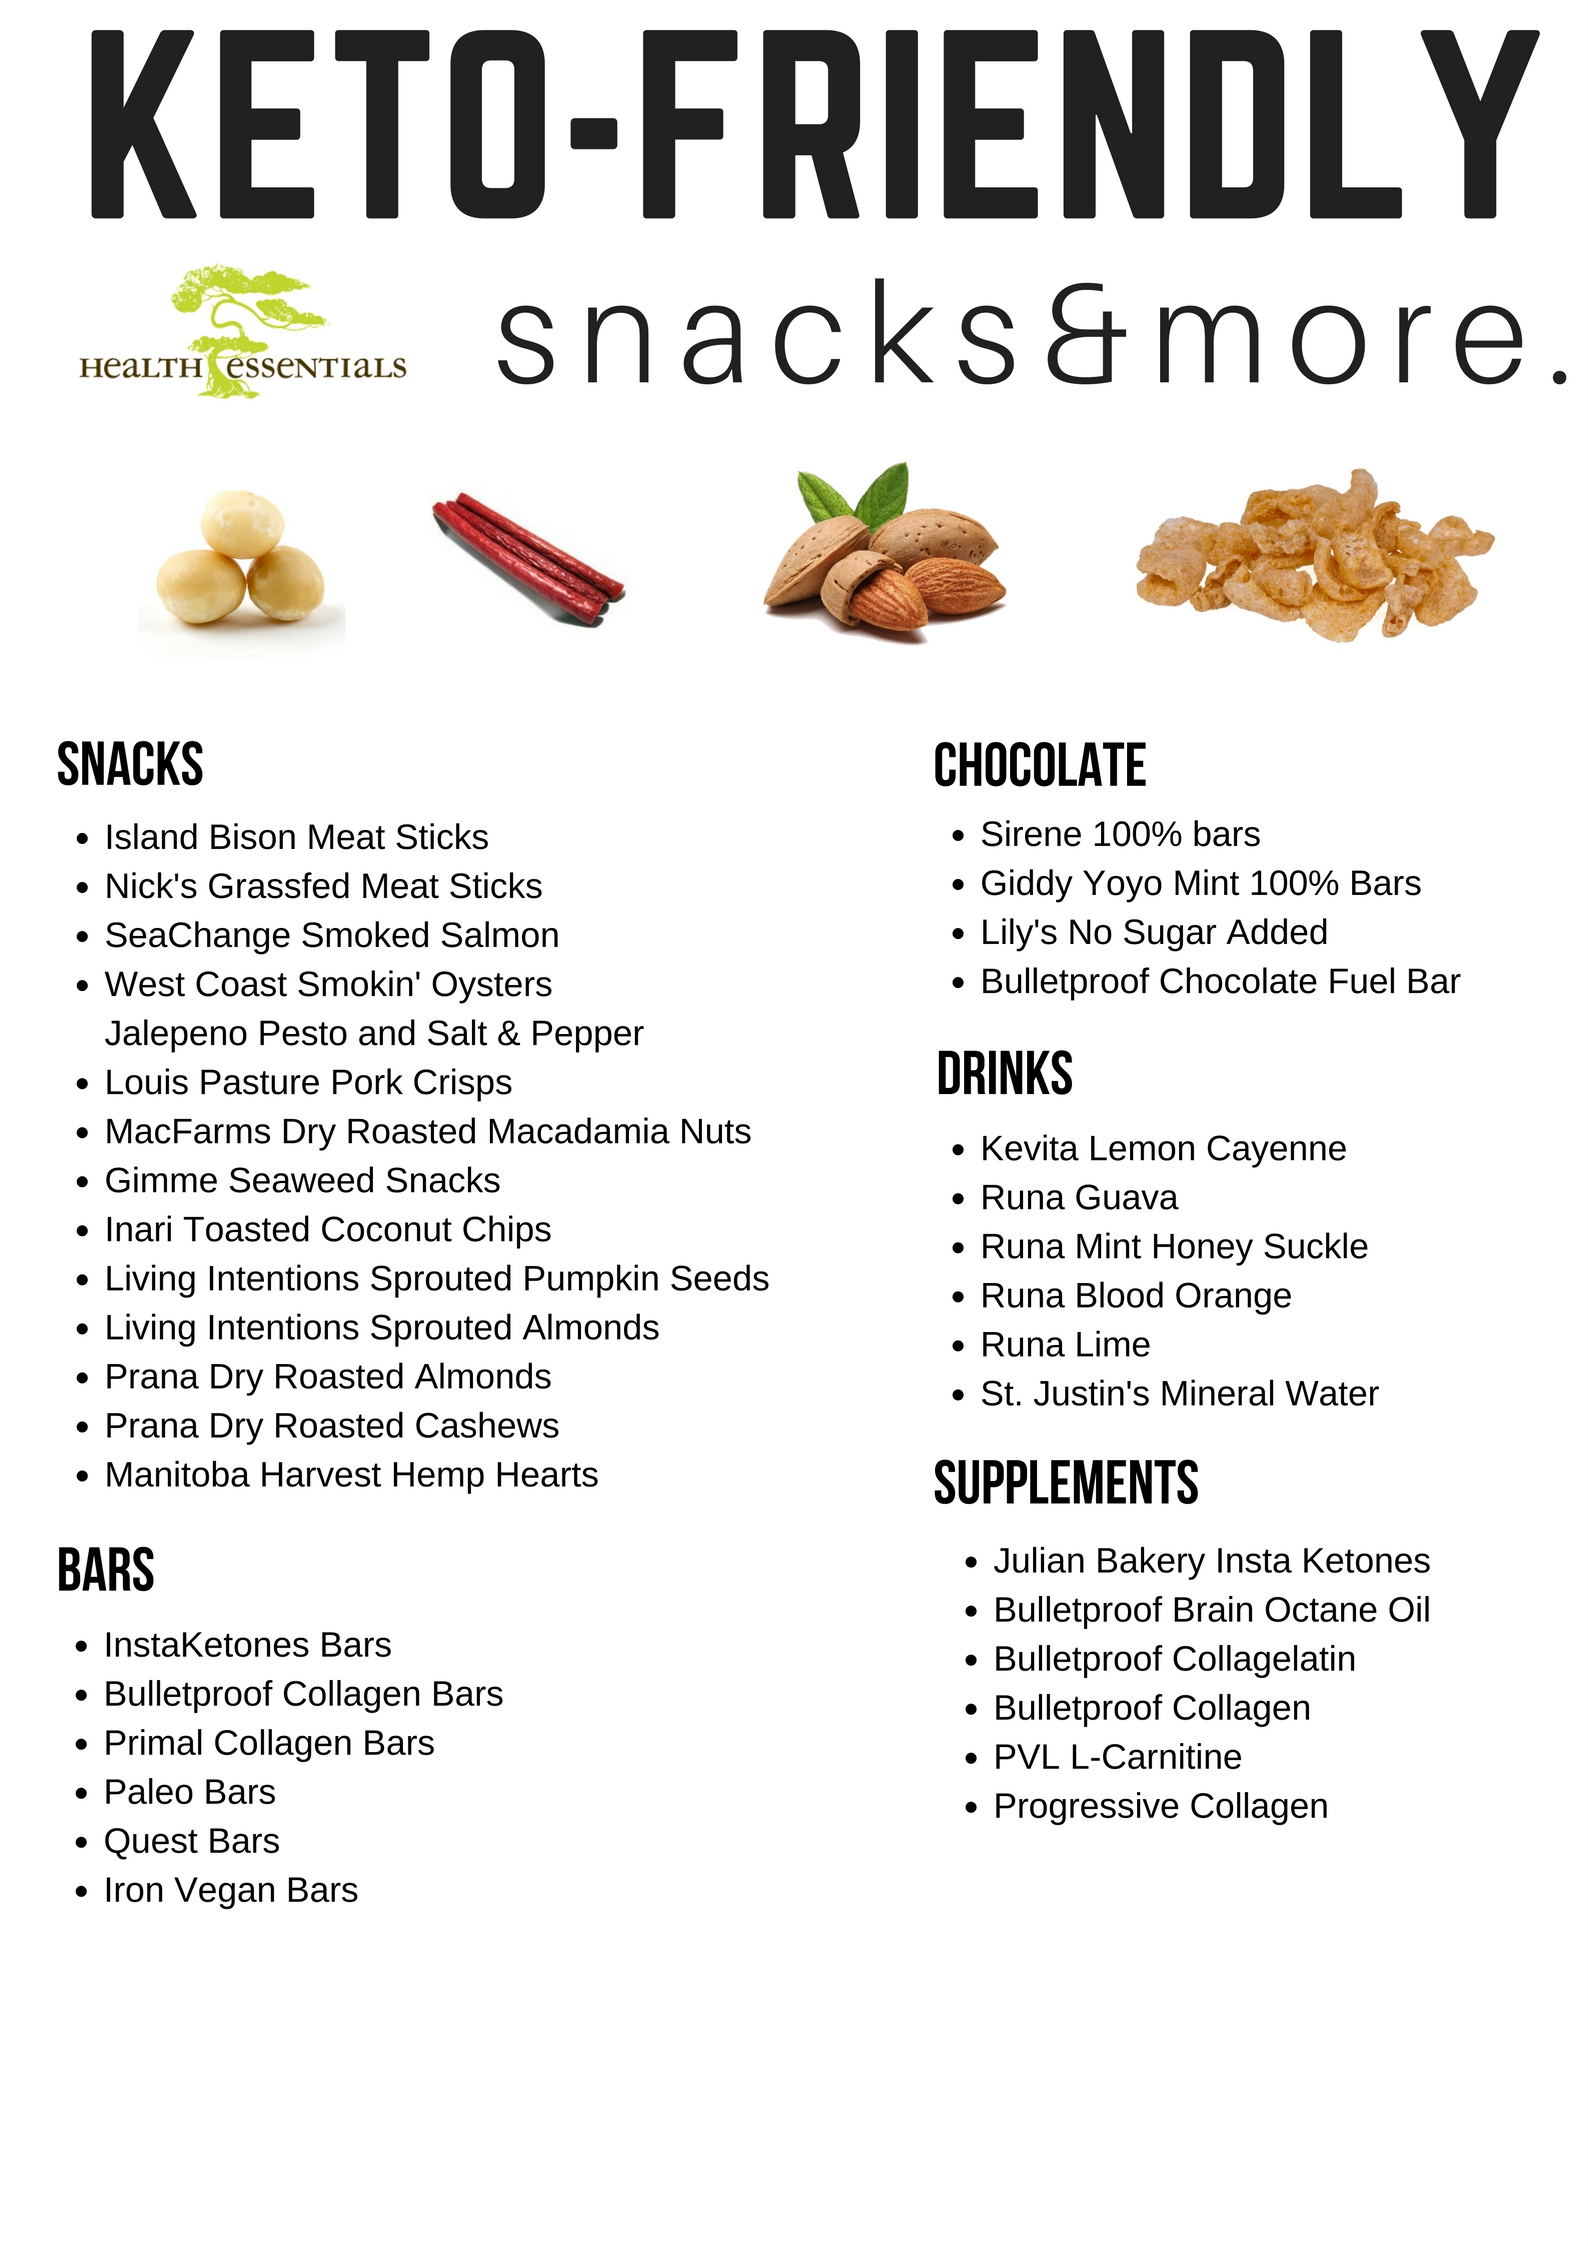 KETO-FRIENDLY
HEALTH ESSENTIALS
snacks&more.
SNACKS
• Island Bison Meat Sticks
• Nick's Grassfed Meat Sticks
• SeaChange Smoked Salmon
• West Coast Smokin' Oysters
Jalepeno Pesto and Salt & Pepper
• Louis Pasture Pork Crisps
• MacFarms Dry Roasted Macadamia Nuts
• Gimme Seaweed Snacks
• Inari Toasted Coconut Chips
• Living Intentions Sprouted Pumpkin Seeds
• Living Intentions Sprouted Almonds
• Prana Dry Roasted Almonds
• Prana Dry Roasted Cashews
• Manitoba Harvest Hemp Hearts
BARS
• InstaKetones Bars
• Bulletproof Collagen Bars
• Primal Collagen Bars
• Paleo Bars
• Quest Bars
• Iron Vegan Bars
CHOCOLATE
• Sirene 100% bars
• Giddy Yoyo Mint 100% Bars
• Lily's No Sugar Added
• Bulletproof Chocolate Fuel Bar
DRINKS
• Kevita Lemon Cayenne
• Runa Guava
• Runa Mint Honey Suckle
• Runa Blood Orange
• Runa Lime
• St. Justin's Mineral Water
SUPPLEMENTS
• Julian Bakery Insta Ketones
• Bulletproof Brain Octane Oil
• Bulletproof Collagelatin
• Bulletproof Collagen
• PVL L-Carnitine
• Progressive Collagen